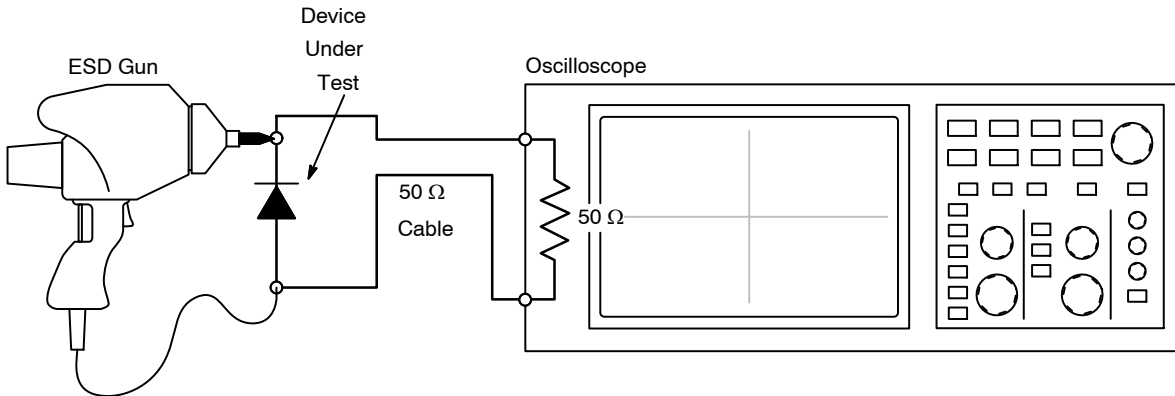 Device
Under
Test
ESD Gun
Oscilloscope
50 Ω
Cable
50 Ω